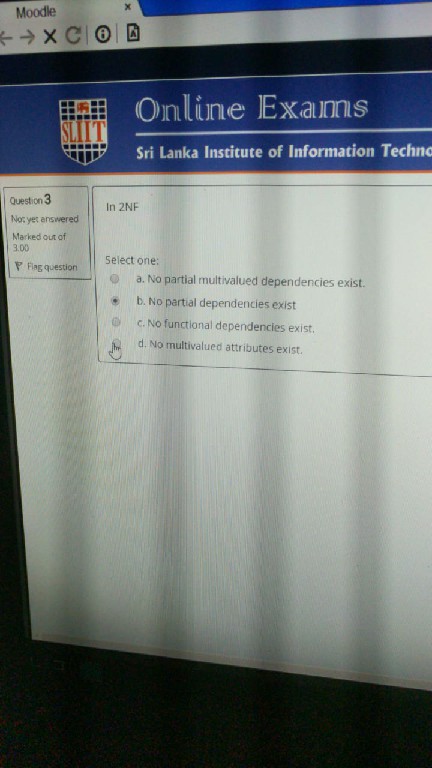 Moodle
SLIIT
Online Exams
Sri Lanka Institute of Information Techno
Question 3
Not yet answered
Marked out of
3.00
Flag question
In 2NF
Select one:
a. No partial multivalued dependencies exist.
b. No partial dependencies exist
c. No functional dependencies exist.
d. No multivalued attributes exist.